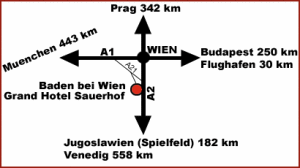 Prag 342 km
Muenchen 443 km
A1
WIEN
Budapest 250 km
Flughafen 30 km
A21
Baden bei Wien
Grand Hotel Sauerhof
A2
Jugoslawien (Spielfeld) 182 km
Venedig 558 km